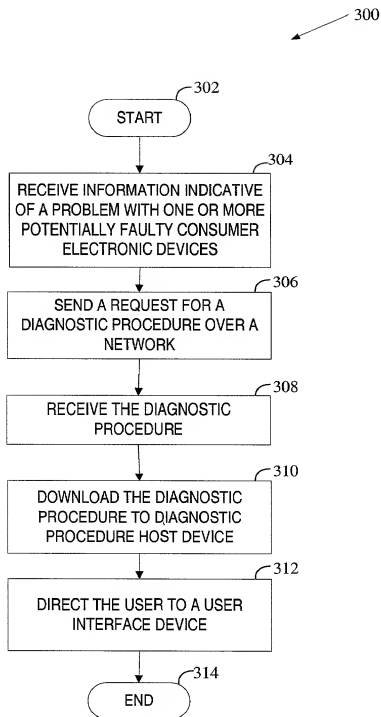 300
302
START
304
RECEIVE INFORMATION INDICATIVE
OF A PROBLEM WITH ONE OR MORE
POTENTIALLY FAULTY CONSUMER
ELECTRONIC DEVICES
306
SEND A REQUEST FOR A
DIAGNOSTIC PROCEDURE OVER A
NETWORK
308
RECEIVE THE DIAGNOSTIC
PROCEDURE
310
DOWNLOAD THE DIAGNOSTIC
PROCEDURE TO DIAGNOSTIC
PROCEDURE HOST DEVICE
312
DIRECT THE USER TO A USER
INTERFACE DEVICE
314
END